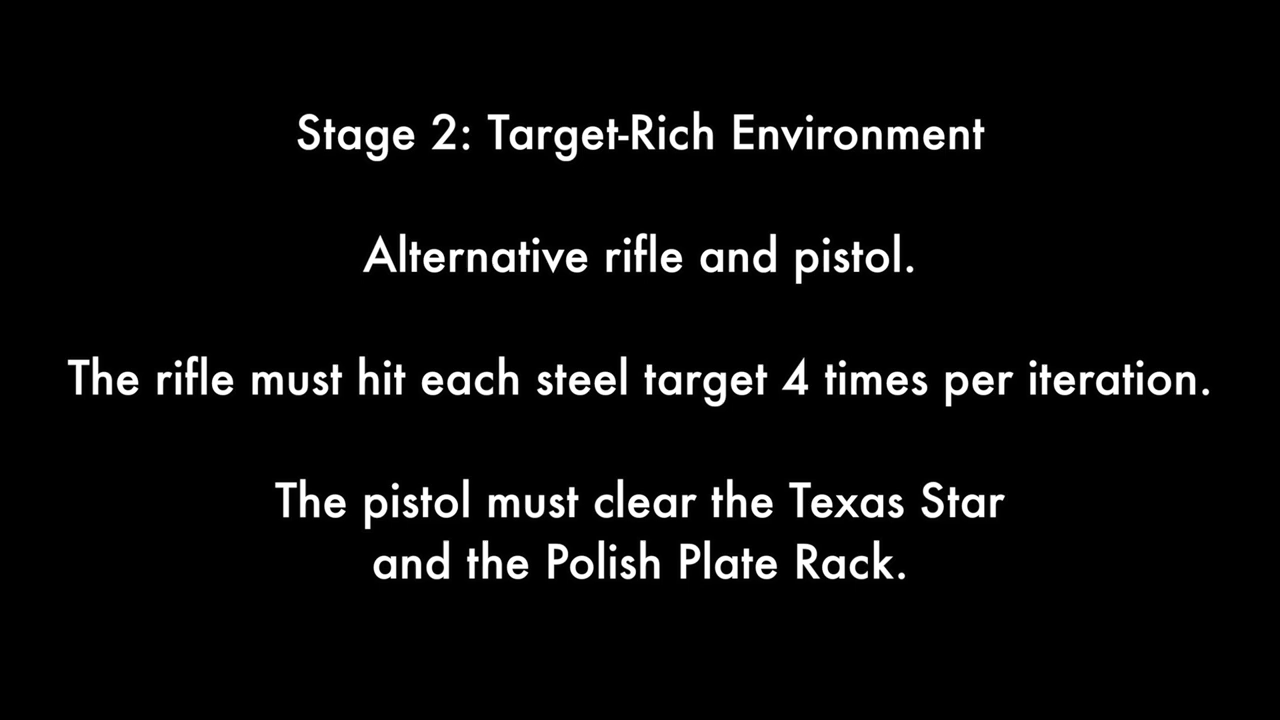 Stage 2: Target-Rich Environment
Alternative rifle and pistol.
The rifle must hit each steel target 4 times per iteration.
The pistol must clear the Texas Star
and the Polish Plate Rack.